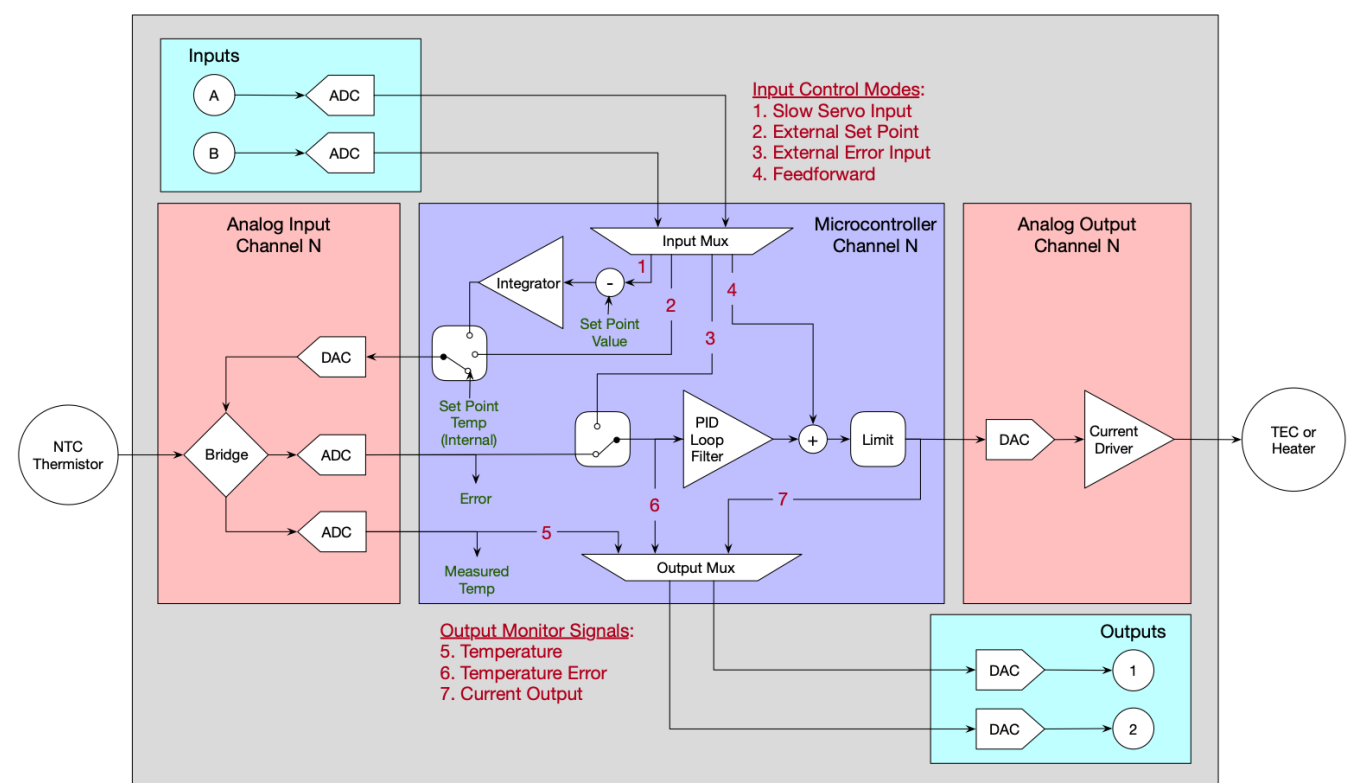 Inputs
A
ADC
B
ADC
Input Control Modes:
1. Slow Servo Input
2. External Set Point
3. External Error Input
4. Feedforward
Analog Input
Channel N
Microcontroller
Channel N
Analog Output
Channel N
Input Mux
1
2
3
4
Integrator
-
Set Point
Value
DAC
Set Point
Temp
(Internal)
NTC
Thermistor
Bridge
ADC
Error
PID
Loop
Filter
+
Limit
DAC
Current
Driver
TEC or
Heater
6
7
ADC
5
Measured
Temp
Output Mux
Output Monitor Signals:
5. Temperature
6. Temperature Error
7. Current Output
Outputs
DAC
1
DAC
2